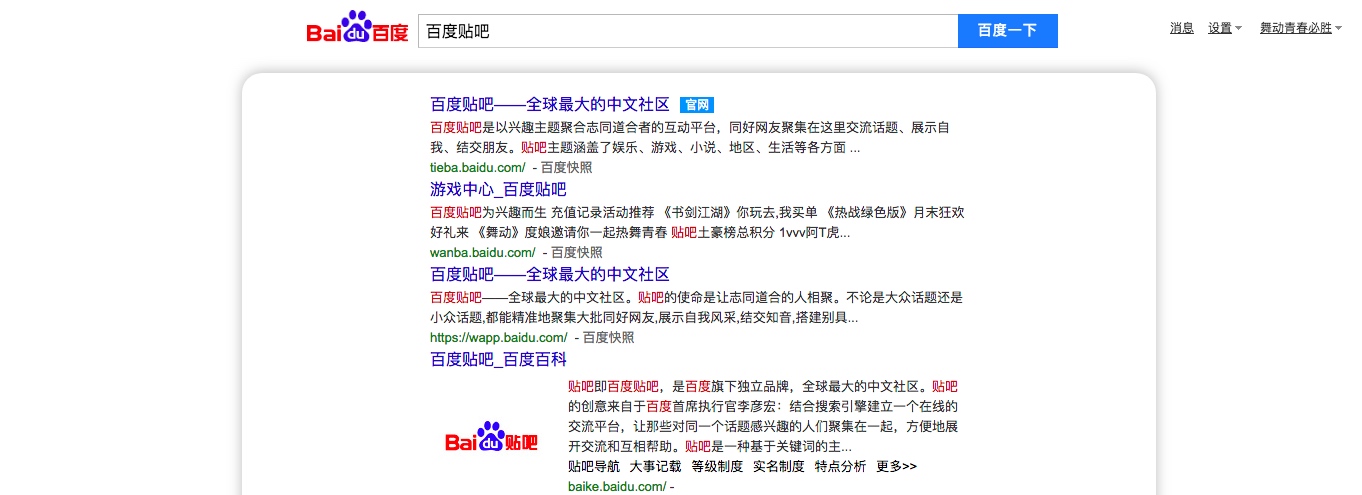 Bai du 百度 百度贴吧 百度一下 消息 设置 舞动青春必胜
百度贴吧——全球最大的中文社区 官网
百度贴吧是以兴趣主题聚合志同道合者的互动平台，同好网友聚集在这里交流话题、展示自
我、结交朋友。贴吧主题涵盖了娱乐、游戏、小说、地区、生活等各方面 ...
tieba.baidu.com/ - 百度快照
游戏中心_百度贴吧
百度贴吧为兴趣而生 充值记录活动推荐 《书剑江湖》你玩去,我买单 《热战绿色版》月末狂欢
好礼来 《舞动》度娘邀请你一起热舞青春 贴吧土豪榜总积分 1vvv阿T虎...
wanba.baidu.com/ - 百度快照
百度贴吧——全球最大的中文社区
百度贴吧——全球最大的中文社区。贴吧的使命是让志同道合的人相聚。不论是大众话题还是
小众话题,都能精准地聚集大批同好网友,展示自我风采,结交知音,搭建别具...
https://wapp.baidu.com/ - 百度快照
百度贴吧_百度百科
贴吧即百度贴吧，是百度旗下独立品牌，全球最大的中文社区。贴吧
的创意来自于百度首席执行官李彦宏：结合搜索引擎建立一个在线的
交流平台，让那些对同一个话题感兴趣的人们聚集在一起，方便地展
开交流和互相帮助。贴吧是一种基于关键词的主...
Bai du 贴吧
贴吧导航 大事记载 等级制度 实名制度 特点分析 更多>>
baike.baidu.com/ -